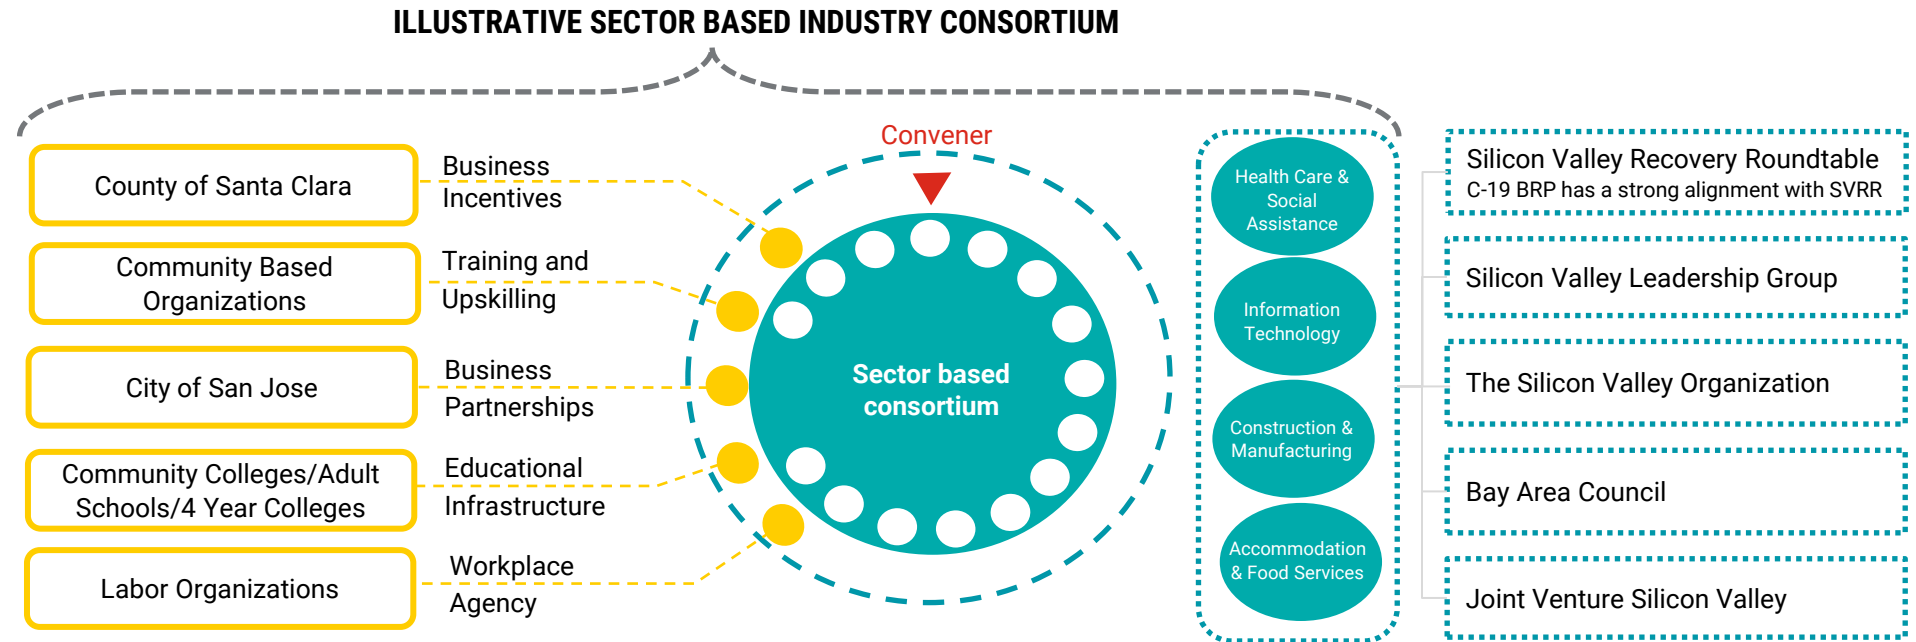 ILLUSTRATIVE SECTOR BASED INDUSTRY CONSORTIUM
County of Santa Clara
Business
Incentives
Community Based
Organizations
Training and
Upskilling
City of San Jose
Business
Partnerships
Community Colleges/Adult
Schools/4 Year Colleges
Educational
Infrastructure
Labor Organizations
Workplace
Agency
Convener
Sector based
consortium
Health Care &
Social
Assistance
Information
Technology
Construction &
Manufacturing
Accommodation
& Food Services
Silicon Valley Recovery Roundtable
C-19 BRP has a strong alignment with SVRR
Silicon Valley Leadership Group
The Silicon Valley Organization
Bay Area Council
Joint Venture Silicon Valley